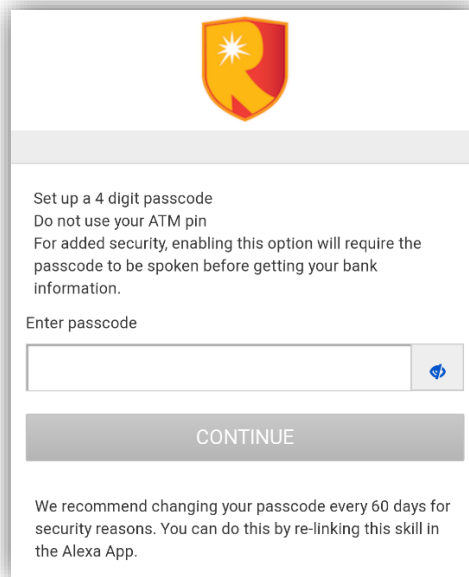 R
Set up a 4 digit passcode
Do not use your ATM pin
For added security, enabling this option will require the
passcode to be spoken before getting your bank
information.
Enter passcode
CONTINUE
We recommend changing your passcode every 60 days for
security reasons. You can do this by re-linking this skill in
the Alexa App.